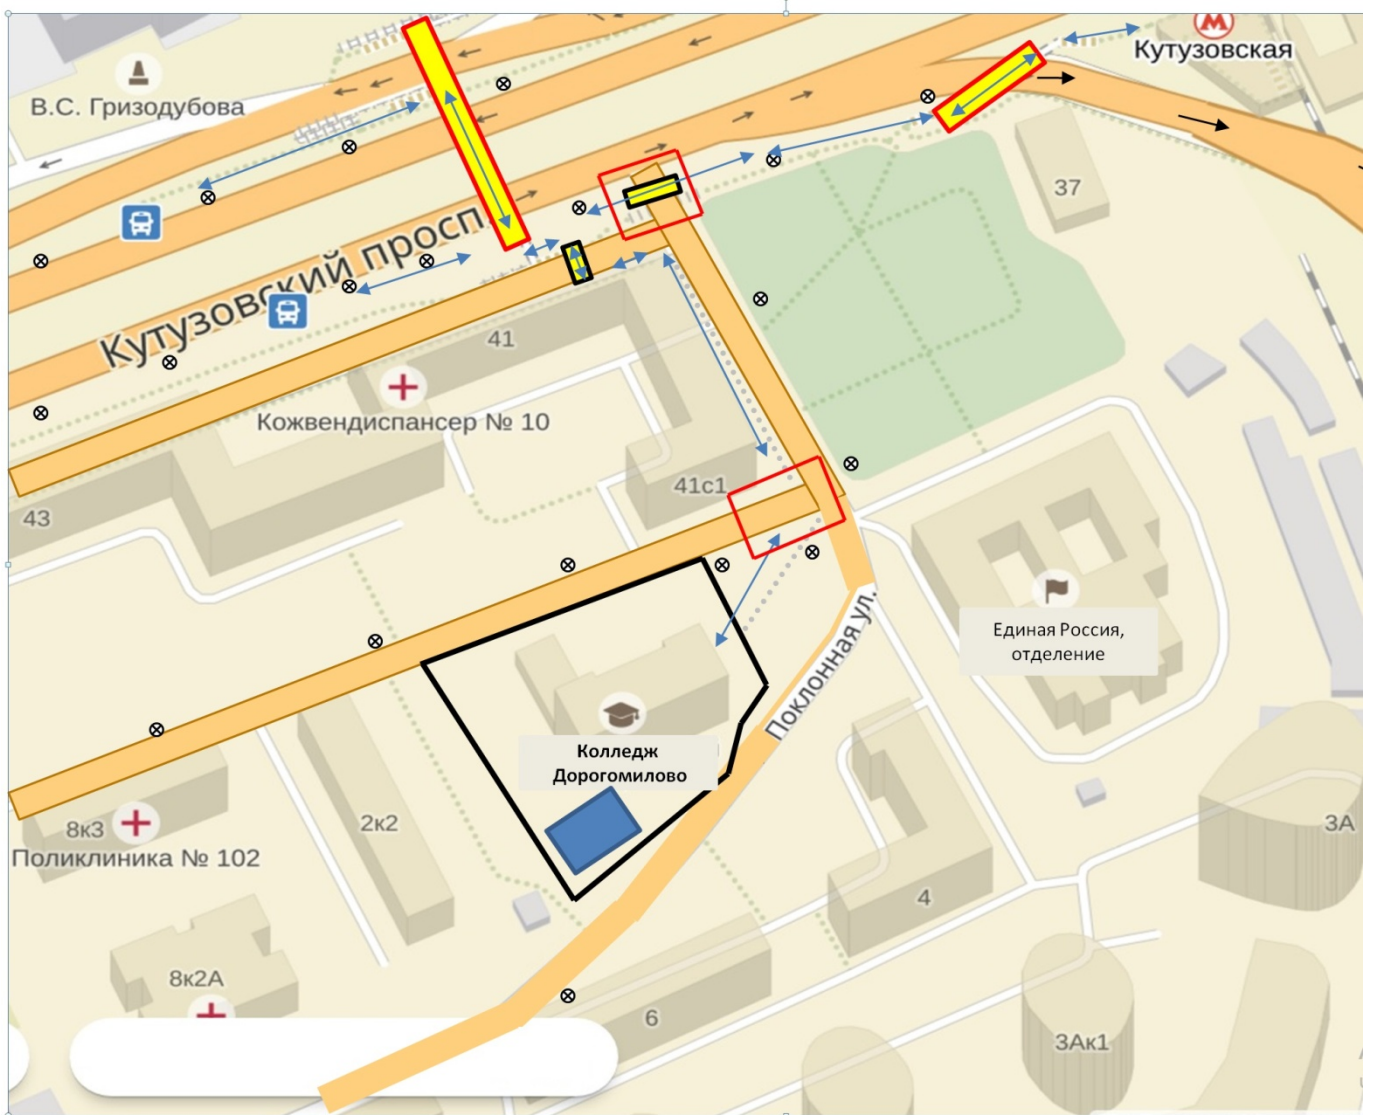 М
Кутузовская
В.С. Гризодубова
37
Кутузовский просп.
41
Кожвендиспансер № 10
41с1
43
Единая Россия,
отделение
Поклонная ул.
Колледж
Дорогомилово
8к3
Поликлиника № 102
2к2
3А
4
8к2А
6
3Ак1